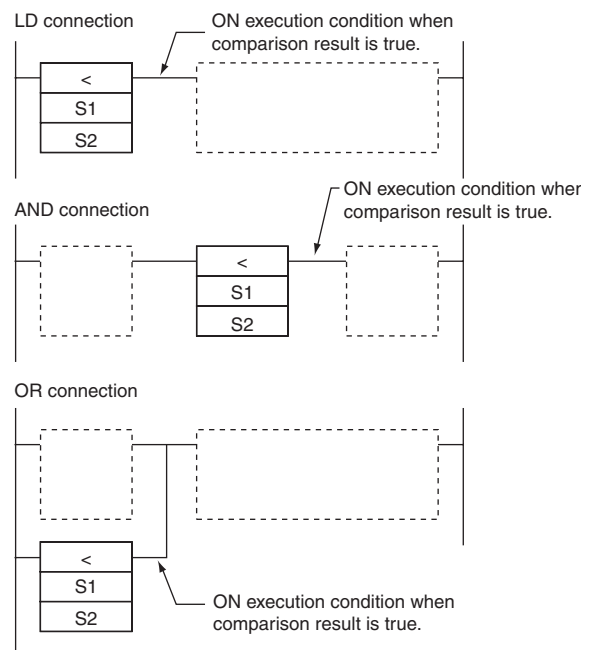 LD connection
ON execution condition when
comparison result is true.
<
S1
S2
AND connection
ON execution condition wher
comparison result is true.
<
S1
S2
OR connection
<
S1
S2
ON execution condition when
comparison result is true.